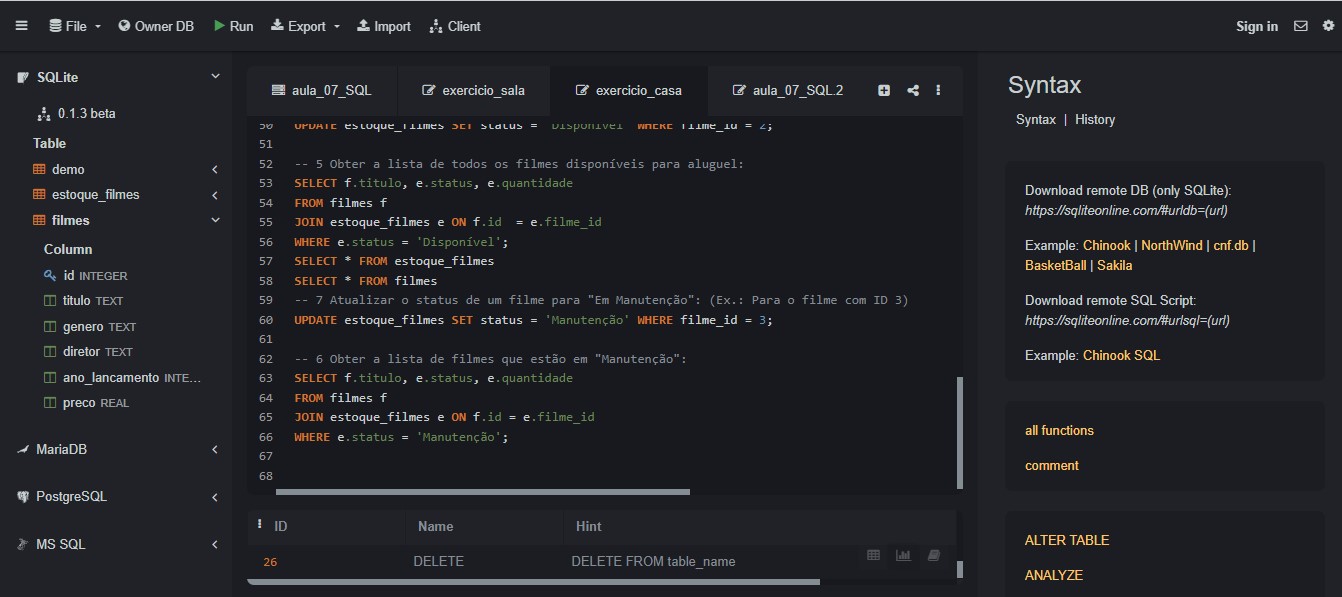 File Owner DB Run Export Import Client Sign in
SQLite
0.1.3 beta
Table
demo
estoque_filmes
filmes
Column
id INTEGER
titulo TEXT
genero TEXT
diretor TEXT
ano_lancamento INTE...
preco REAL
MariaDB
PostgreSQL
MS SQL
aula_07_SQL exercicio_sala exercicio_casa aula_07_SQL.2
50 UPDATE estoque_filmes SET status = 'Disponível' WHERE filme_id = 2;
51
52 -- 5 Obter a lista de todos os filmes disponíveis para aluguel:
53 SELECT f.titulo, e.status, e.quantidade
54 FROM filmes f
55 JOIN estoque_filmes e ON f.id = e.filme_id
56 WHERE e.status = 'Disponível';
57 SELECT * FROM estoque_filmes
58 SELECT * FROM filmes
59 -- 7 Atualizar o status de um filme para "Em Manutenção": (Ex.: Para o filme com ID 3)
60 UPDATE estoque_filmes SET status = 'Manutenção' WHERE filme_id = 3;
61
62 -- 6 Obter a lista de filmes que estão em "Manutenção":
63 SELECT f.titulo, e.status, e.quantidade
64 FROM filmes f
65 JOIN estoque_filmes e ON f.id = e.filme_id
66 WHERE e.status = 'Manutenção';
67
68
ID Name Hint
26 DELETE DELETE FROM table_name
Syntax
Syntax | History
Download remote DB (only SQLite):
https://sqliteonline.com/#urldb=(url)
Example: Chinook | NorthWind | cnf.db |
BasketBall | Sakila
Download remote SQL Script:
https://sqliteonline.com/#urlsql=(url)
Example: Chinook SQL
all functions
comment
ALTER TABLE
ANALYZE